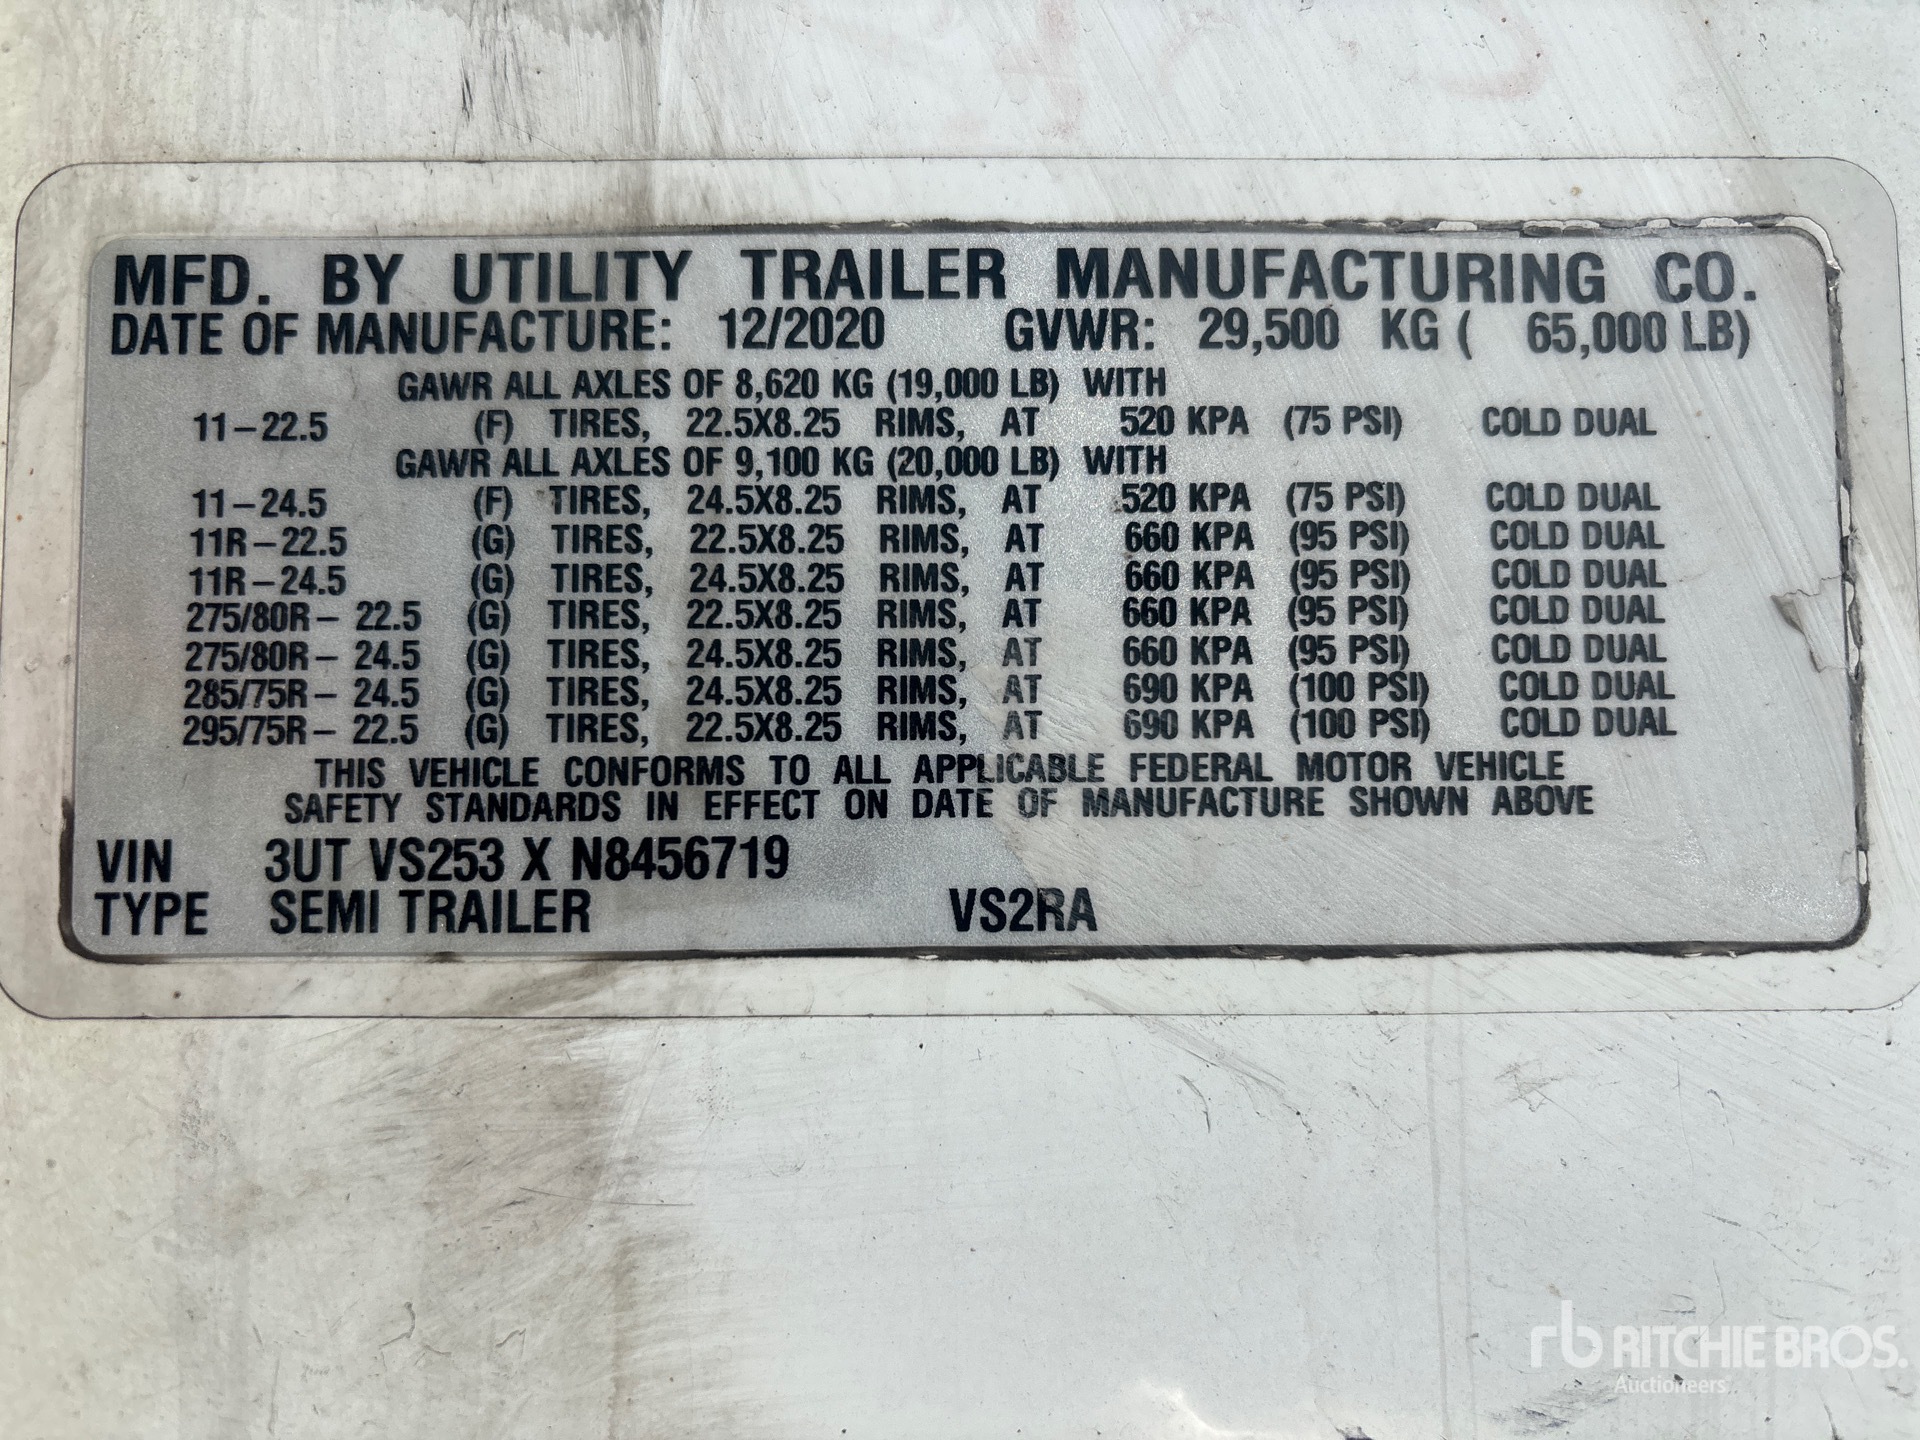 MFD. BY UTILITY TRAILER MANUFACTURING CO.
DATE OF MANUFACTURE: 12/2020 GVWR: 29,500 KG ( 65,000 LB)
GAWR ALL AXLES OF 8,620 KG (19,000 LB) WITH
11-22.5 (F) TIRES, 22.5X8.25 RIMS, AT 520 KPA (75 PSI) COLD DUAL
GAWR ALL AXLES OF 9,100 KG (20,000 LB) WITH
11-24.5 (F) TIRES, 24.5X8.25 RIMS, AT 520 KPA (75 PSI) COLD DUAL
11R-22.5 (G) TIRES, 22.5X8.25 RIMS, AT 660 KPA (95 PSI) COLD DUAL
11R-24.5 (G) TIRES, 24.5X8.25 RIMS, AT 660 KPA (95 PSI) COLD DUAL
275/80R- 22.5 (G) TIRES, 22.5X8.25 RIMS, AT 660 KPA (95 PSI) COLD DUAL
275/80R- 24.5 (G) TIRES, 24.5X8.25 RIMS, AT 660 KPA (95 PSI) COLD DUAL
285/75R- 24.5 (G) TIRES, 24.5X8.25 RIMS, AT 690 KPA (100 PSI) COLD DUAL
295/75R- 22.5 (G) TIRES, 22.5X8.25 RIMS, AT 690 KPA (100 PSI) COLD DUAL
THIS VEHICLE CONFORMS TO ALL APPLICABLE FEDERAL MOTOR VEHICLE
SAFETY STANDARDS IN EFFECT ON DATE OF MANUFACTURE SHOWN ABOVE
VIN 3UT VS253 X N8456719
TYPE SEMI TRAILER VS2RA
rb RITCHIE BROS.
Auctioneers